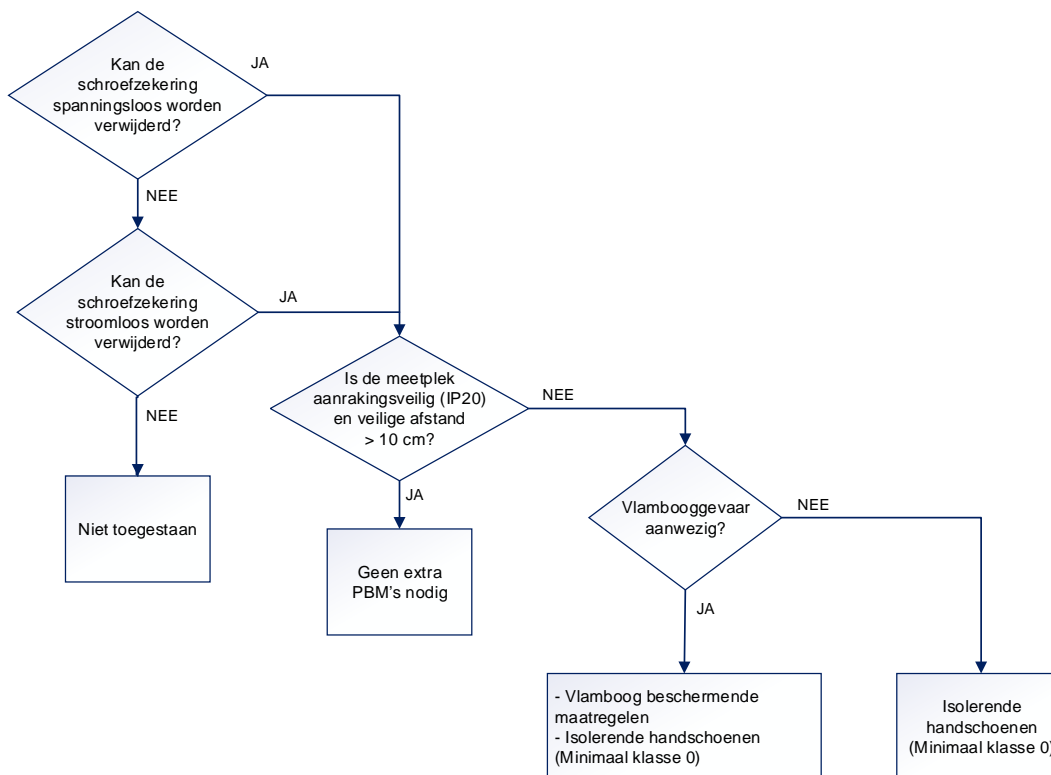 Kan de
schroefzekering
spanningsloos worden
verwijderd?
JA
NEE
Kan de
schroefzekering
stroomloos worden
verwijderd?
JA
NEE
Niet toegestaan
Is de meetplek
aanrakingsveilig (IP20)
en veilige afstand
> 10 cm?
NEE
JA
Geen extra
PBM's nodig
Vlambooggevaar
aanwezig?
NEE
JA
- Vlamboog beschermende
maatregelen
- Isolerende handschoenen
(Minimaal klasse 0)
Isolerende
handschoenen
(Minimaal klasse 0)